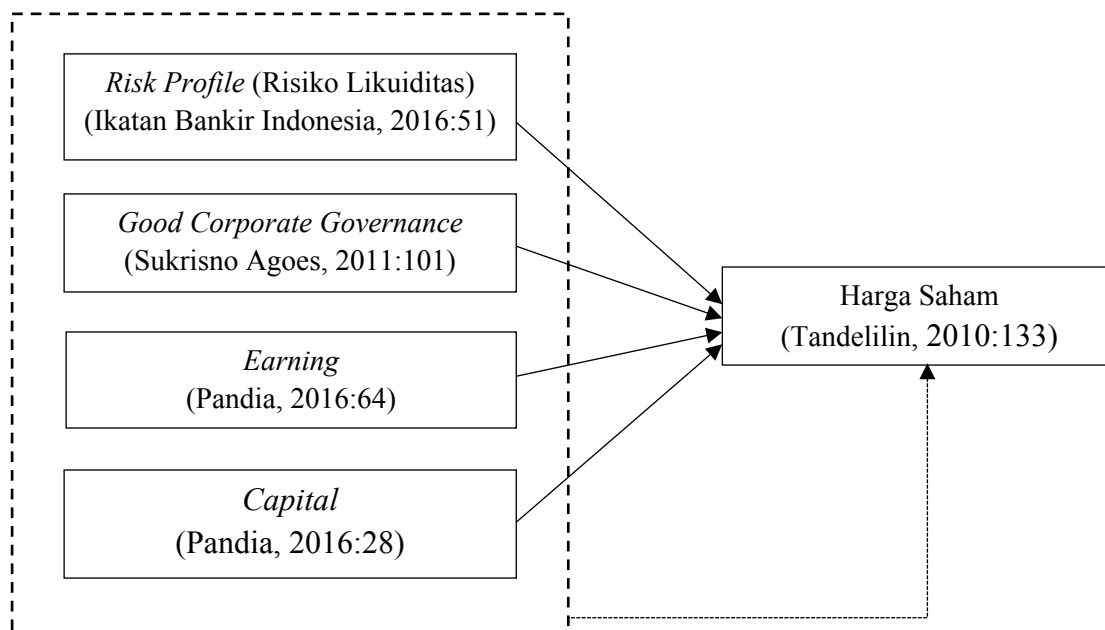 Risk Profile (Risiko Likuiditas)
(Ikatan Bankir Indonesia, 2016:51)
Good Corporate Governance
(Sukrisno Agoes, 2011:101)
Earning
(Pandia, 2016:64)
Capital
(Pandia, 2016:28)
Harga Saham
(Tandelilin, 2010:133)